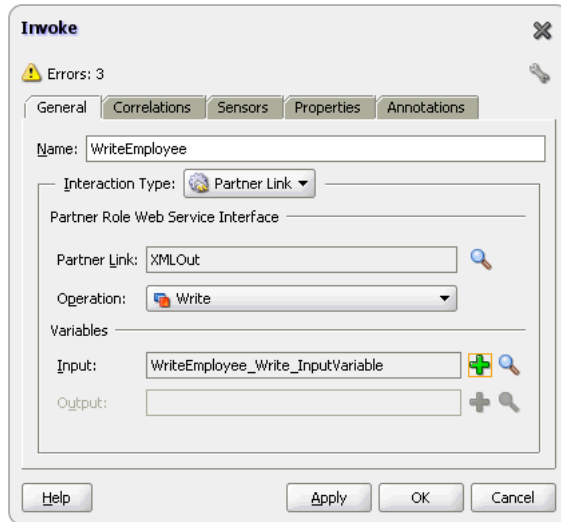 Invoke
Errors: 3
General Correlations Sensors Properties Annotations
Name: WriteEmployee
Interaction Type: Partner Link
Partner Role Web Service Interface
Partner Link: XMLOut
Operation: Write
Variables
Input: WriteEmployee_Write_InputVariable
Output:
Help Apply OK Cancel